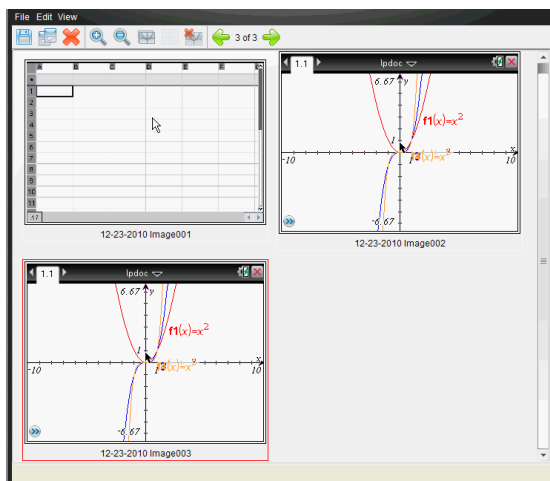 File Edit View
3 of 3
A B C D E F
1
2
3
4
5
6
7
8
9
10
11
A1
12-23-2010 Image001
1.1 lpdoc
6.67 y
f1(x)=x²
1
x
-10 10
-6.67
12-23-2010 Image002
1.1 lpdoc
6.67 y
f1(x)=x²
1
x
-10 10
-6.67
12-23-2010 Image003